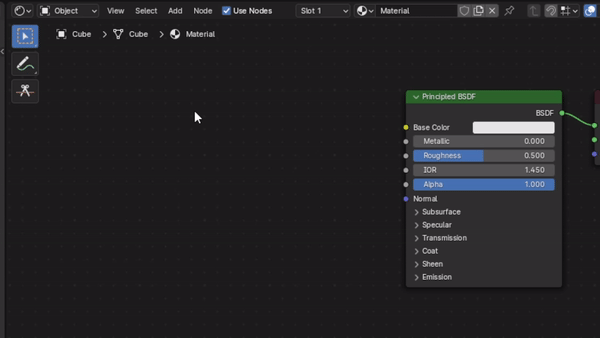 Object View Select Add Node Use Nodes Slot 1 Material
Cube Cube Material
Principled BSDF
BSDF
Base Color
Metallic 0.000
Roughness 0.500
IOR 1.450
Alpha 1.000
Normal
Subsurface
Specular
Transmission
Coat
Sheen
Emission